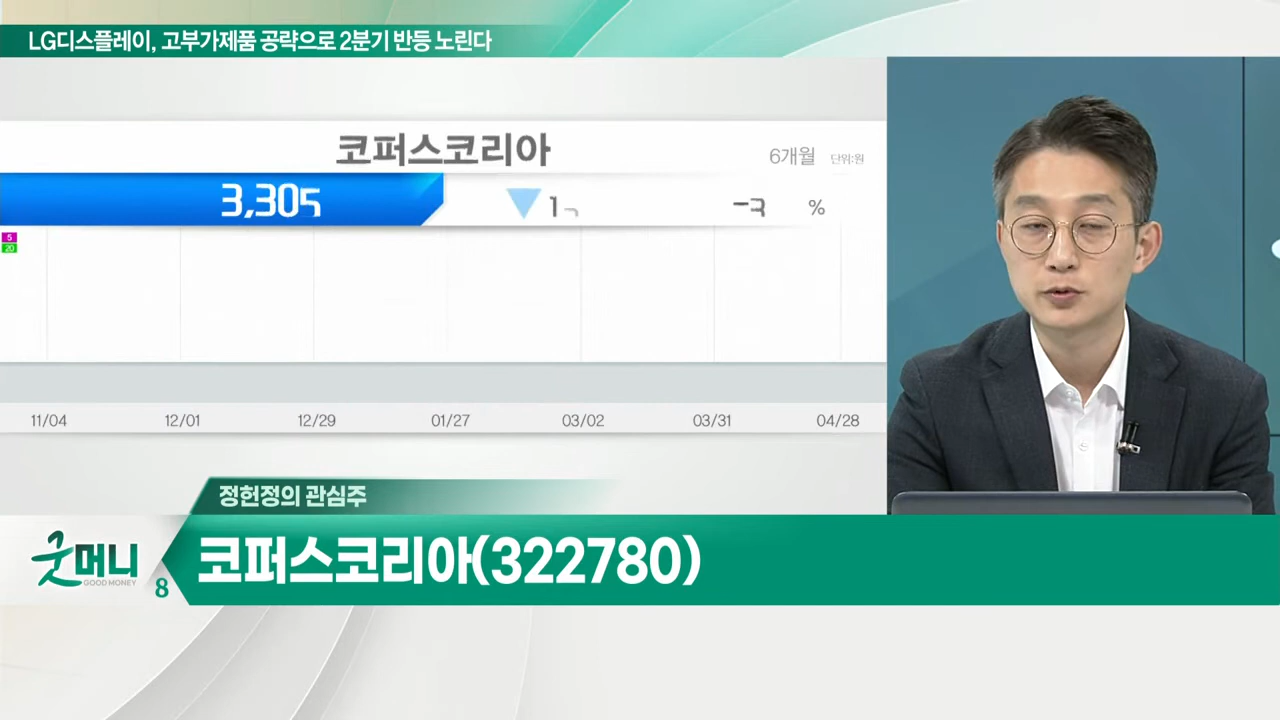 LG디스플레이, 고부가제품 공략으로 2분기 반등 노린다
코퍼스코리아
6개월 단위:원
3,305 ▼ %
5
20
11/04 12/01 12/29 01/27 03/02 03/31 04/28
정헌정의 관심주
코퍼스코리아(322780)
굿머니
GOOD MONEY
8